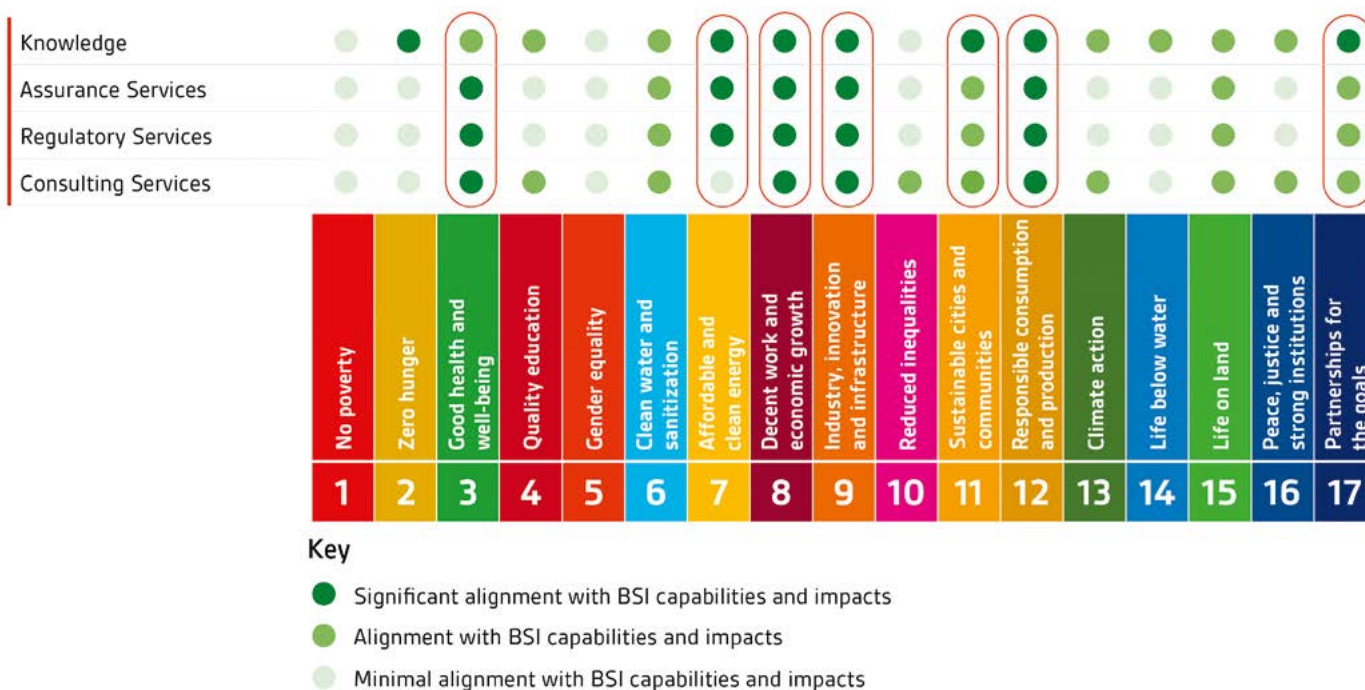 Knowledge
Assurance Services
Regulatory Services
Consulting Services
No poverty
Zero hunger
Good health and
well-being
Quality education
Gender equality
Clean water and
sanitization
Affordable and
clean energy
Decent work and
economic growth
Industry, innovation
and infrastructure
Reduced inequalities
Sustainable cities and
communities
Responsible consumption
and production
Climate action
Life below water
Life on land
Peace, justice and
strong institutions
Partnerships for
the goals
1 2 3 4 5 6 7 8 9 10 11 12 13 14 15 16 17
Key
Significant alignment with BSI capabilities and impacts
Alignment with BSI capabilities and impacts
Minimal alignment with BSI capabilities and impacts